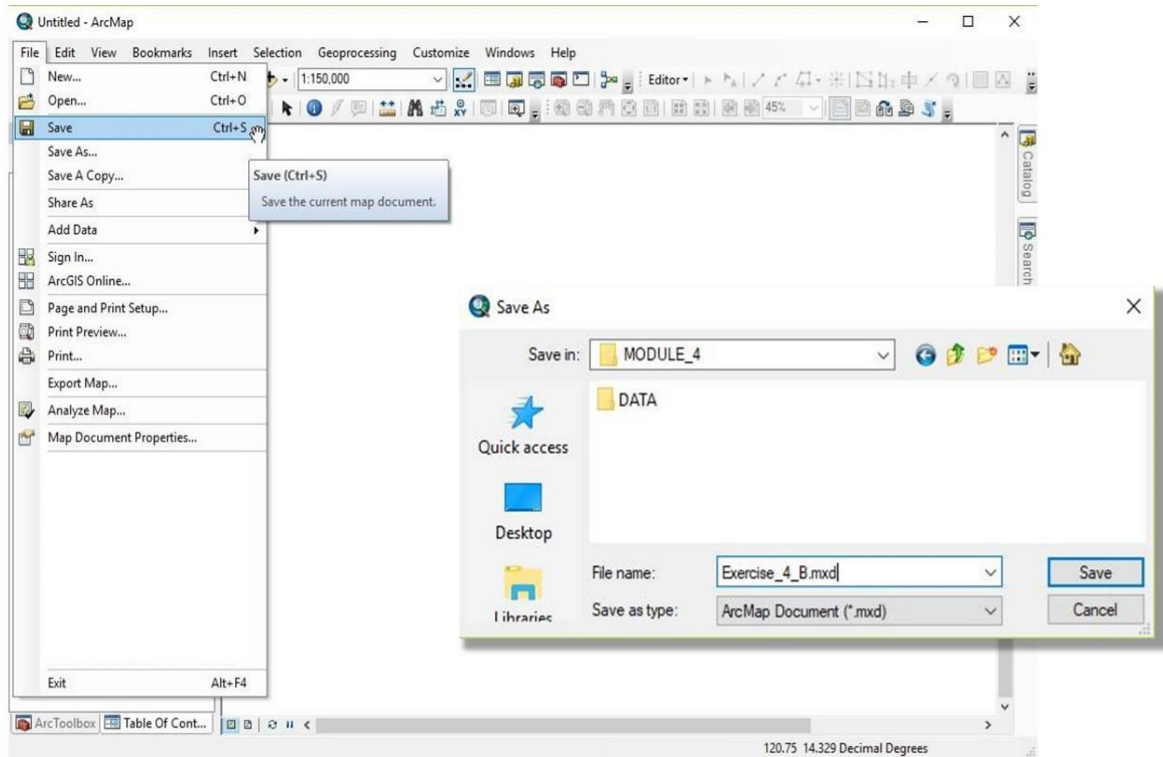 Untitled - ArcMap
File Edit View Bookmarks Insert Selection Geoprocessing Customize Windows Help
New... Ctrl+N
1:150,000
Editor
Open... Ctrl+O
45%
Save Ctrl+S
Save As...
Save A Copy...
Save (Ctrl+S)
Save the current map document.
Share As
Add Data
Sign In...
ArcGIS Online...
Page and Print Setup...
Print Preview...
Print...
Export Map...
Analyze Map...
Map Document Properties...
Exit Alt+F4
Catalog
Search
Save As
Save in: MODULE_4
DATA
Quick access
Desktop
Libraries
File name: Exercise_4_B.mxd
Save
Save as type: ArcMap Document (*.mxd)
Cancel
ArcToolbox Table Of Cont...
120.75 14.329 Decimal Degrees